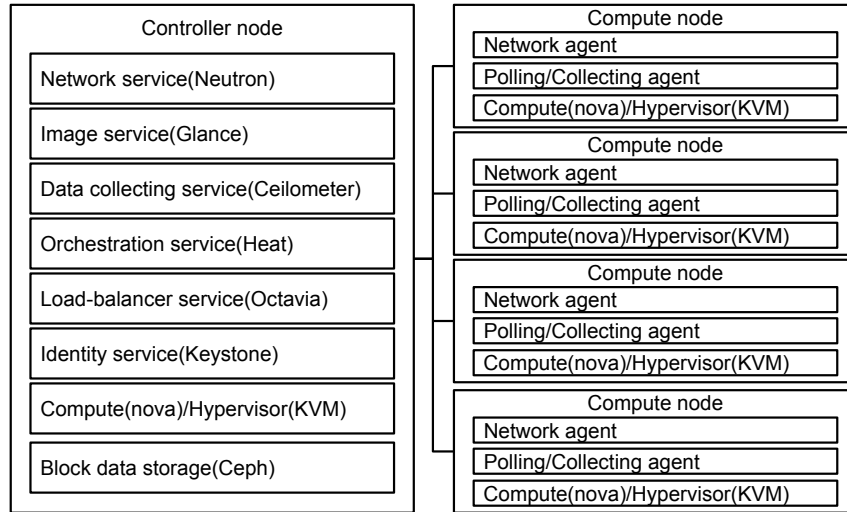 Controller node
Network service(Neutron)
Image service(Glance)
Data collecting service(Ceilometer)
Orchestration service(Heat)
Load-balancer service(Octavia)
Identity service(Keystone)
Compute(nova)/Hypervisor(KVM)
Block data storage(Ceph)
Compute node
Network agent
Polling/Collecting agent
Compute(nova)/Hypervisor(KVM)
Compute node
Network agent
Polling/Collecting agent
Compute(nova)/Hypervisor(KVM)
Compute node
Network agent
Polling/Collecting agent
Compute(nova)/Hypervisor(KVM)
Compute node
Network agent
Polling/Collecting agent
Compute(nova)/Hypervisor(KVM)